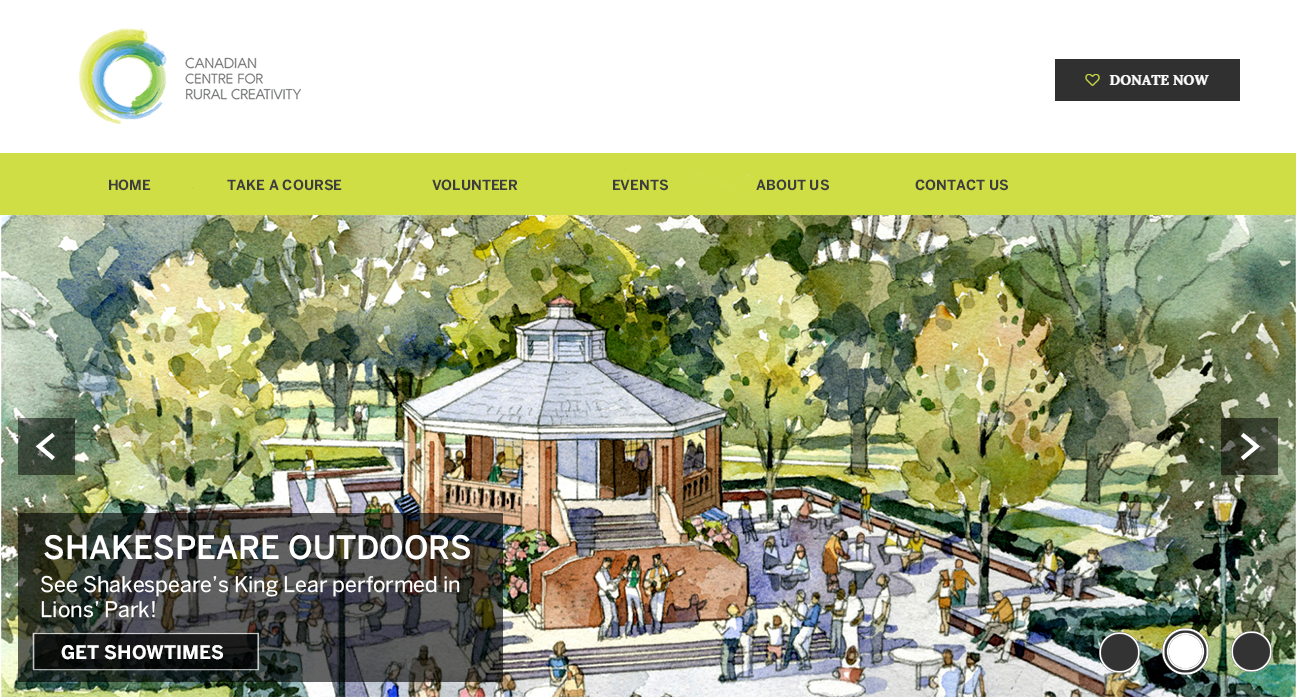 CANADIAN
CENTRE FOR
RURAL CREATIVITY
DONATE NOW
HOME TAKE A COURSE VOLUNTEER EVENTS ABOUT US CONTACT US
SHAKESPEARE OUTDOORS
See Shakespeare's King Lear performed in
Lions' Park!
GET SHOWTIMES